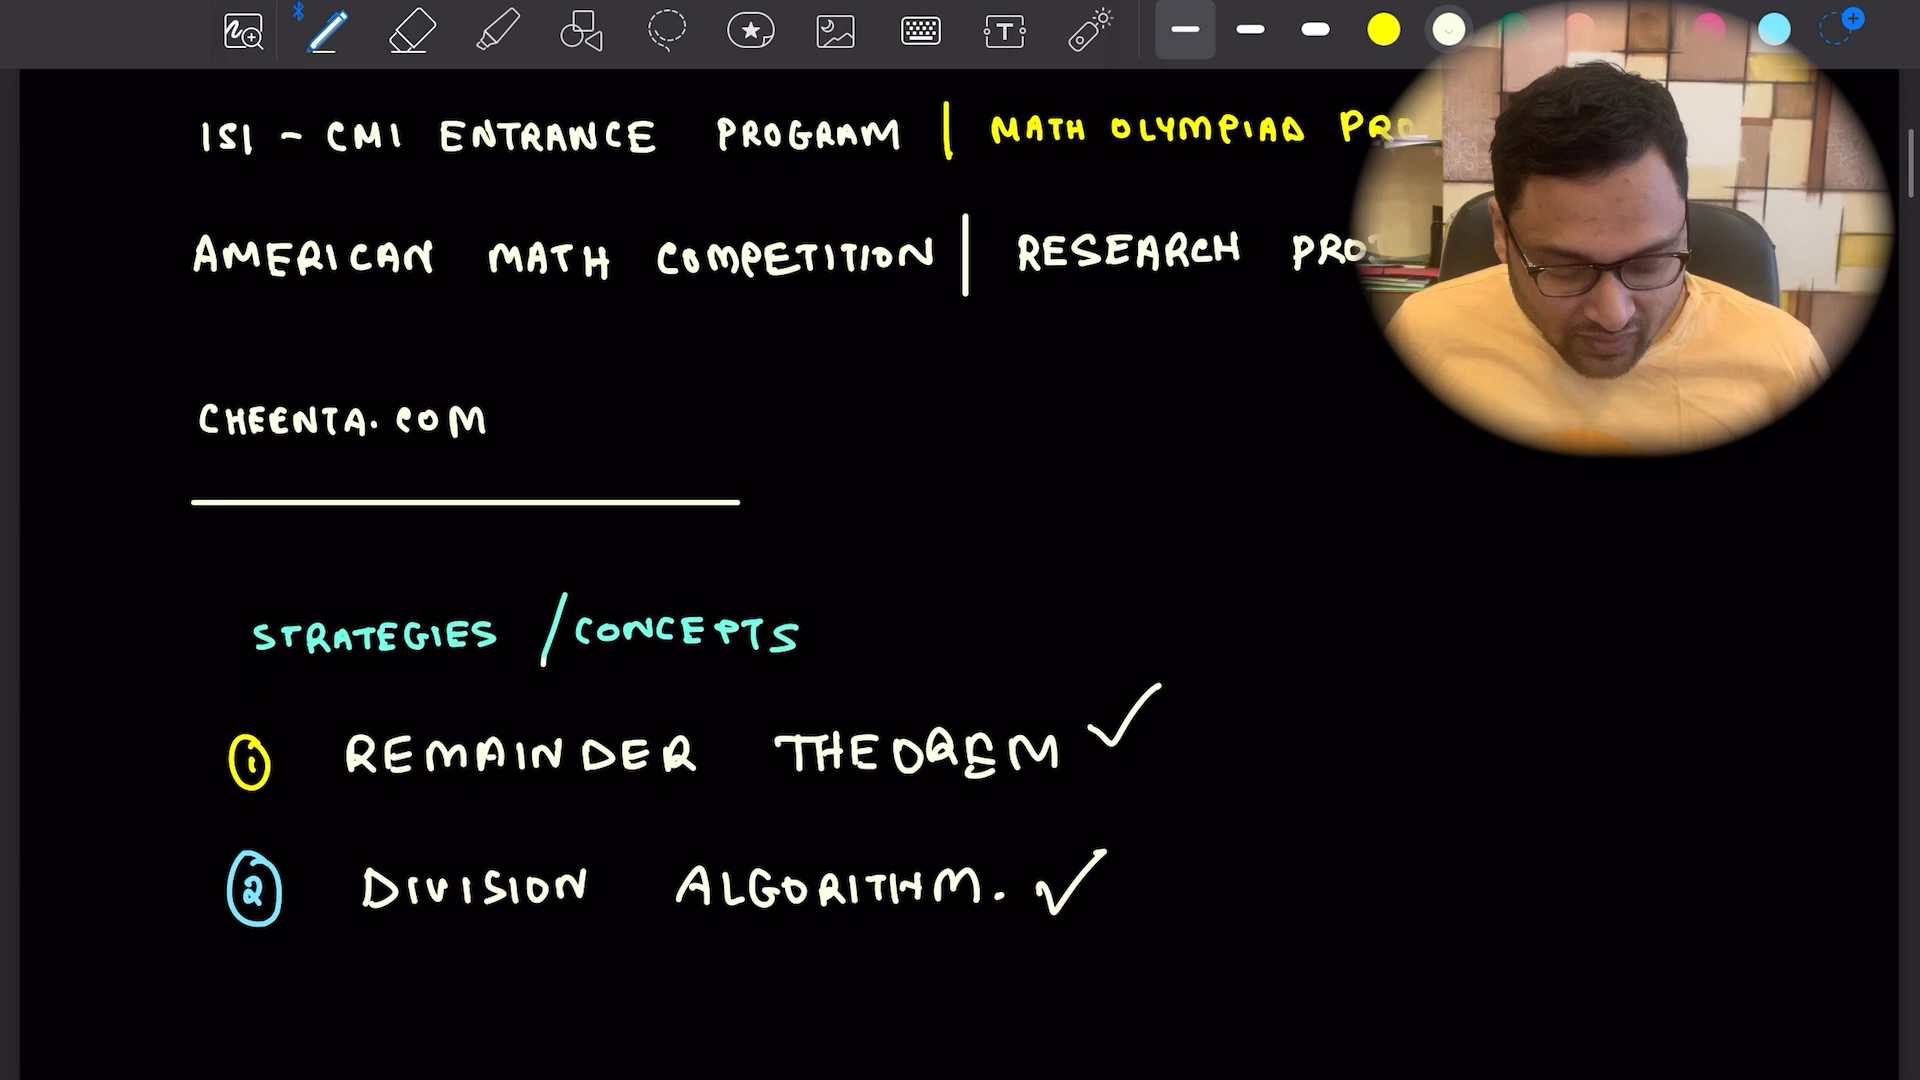 ISI - CMI ENTRANCE PROGRAM | MATH OLYMPIAD
AMERICAN MATH COMPETITION | RESEARCH
CHEENTA.COM
STRATEGIES / CONCEPTS
1 REMAINDER THEOREM ✓
2 DIVISION ALGORITHM. ✓